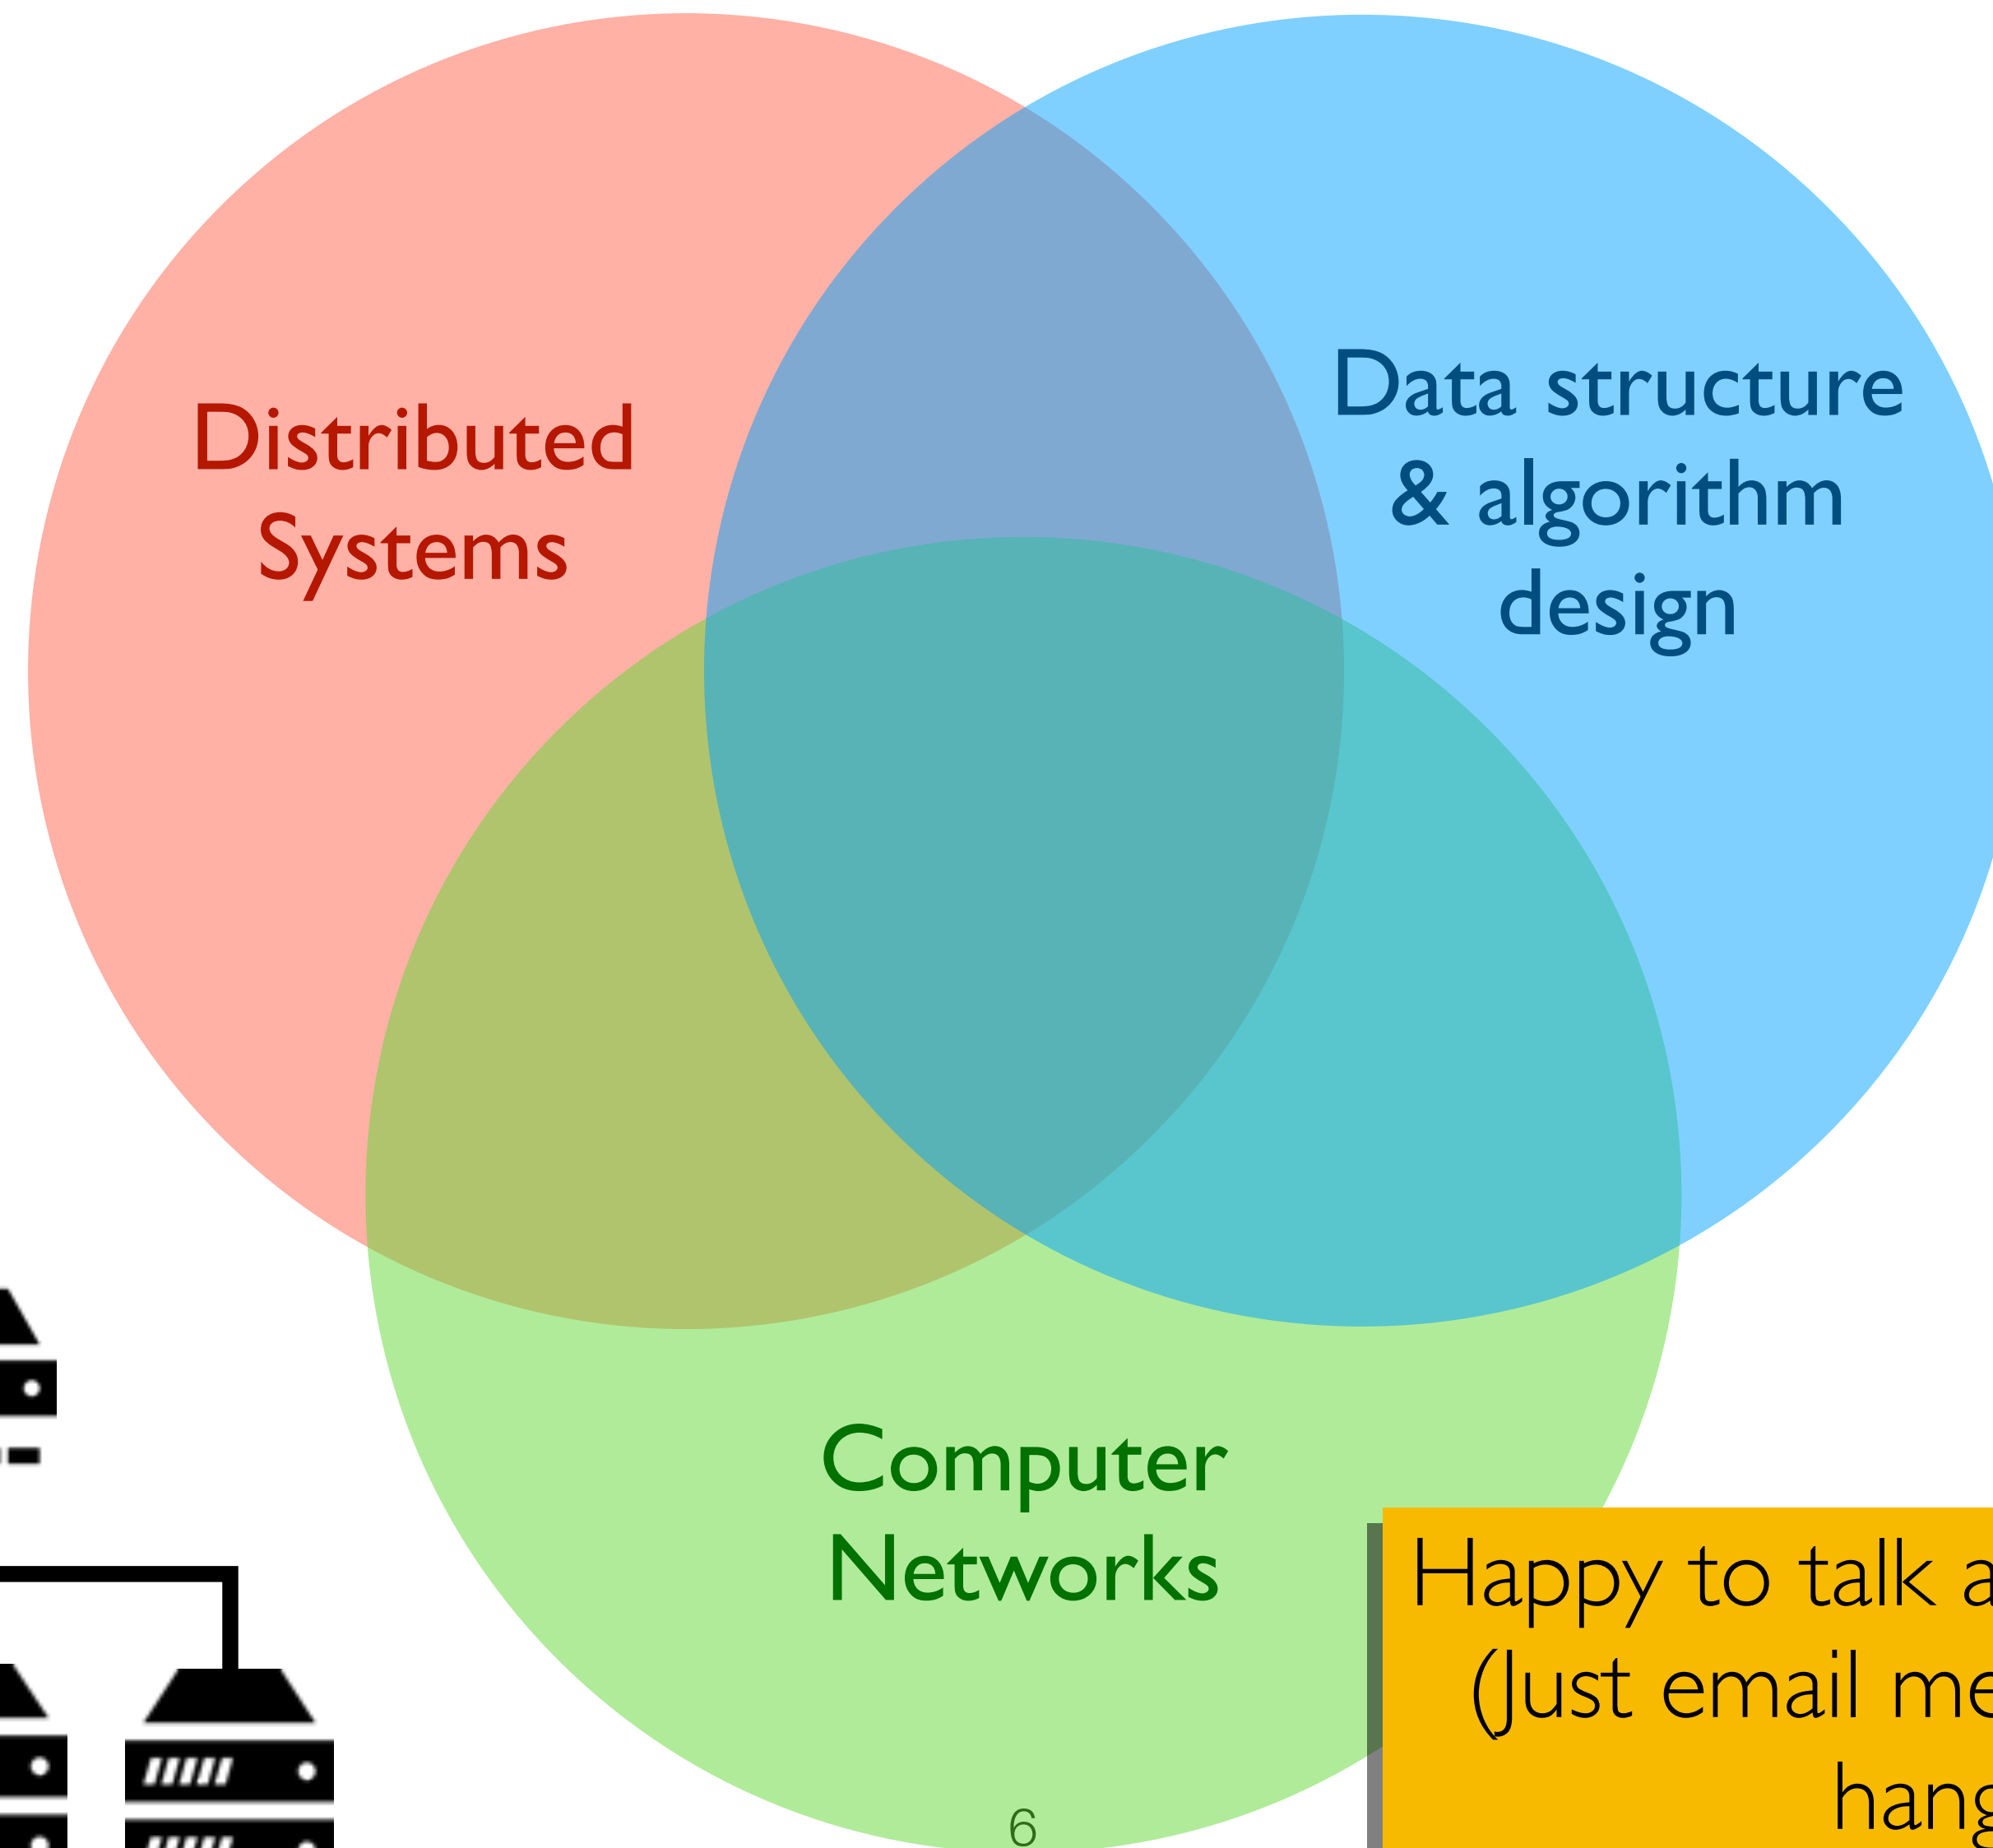 Distributed
Systems
Data structure
& algorithm
design
Computer
Networks
Happy to talk
(Just email
6